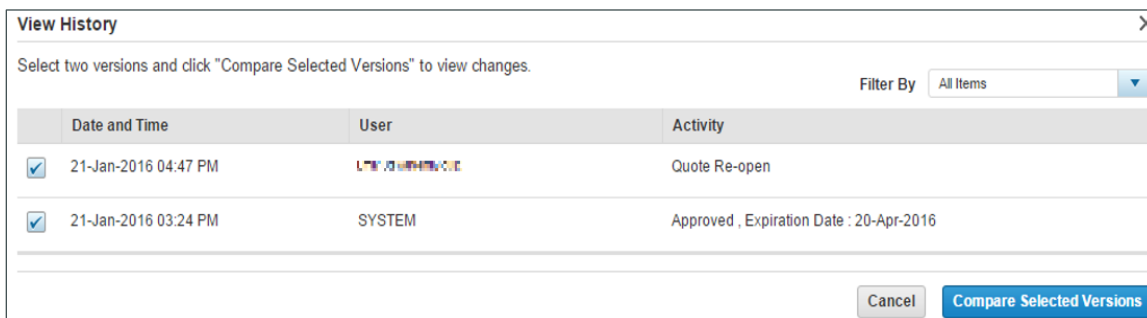 View History
Select two versions and click "Compare Selected Versions" to view changes.
Filter By All Items
Date and Time User Activity
21-Jan-2016 04:47 PM Quote Re-open
21-Jan-2016 03:24 PM SYSTEM Approved , Expiration Date : 20-Apr-2016
Cancel Compare Selected Versions